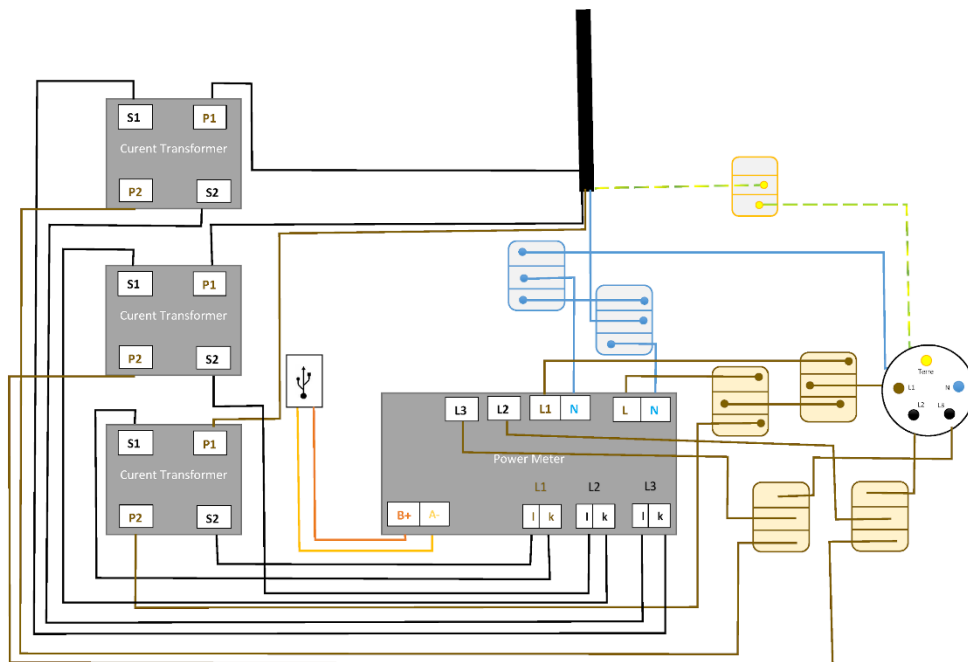 S1 P1
Curent Transformer
P2 S2
S1 P1
Curent Transformer
P2 S2
S1 P1
Curent Transformer
P2 S2
L3 L2 L1 N L N
Power Meter
L1 L2 L3
B+ A- l k l k l k
Terre
L1 N
L2